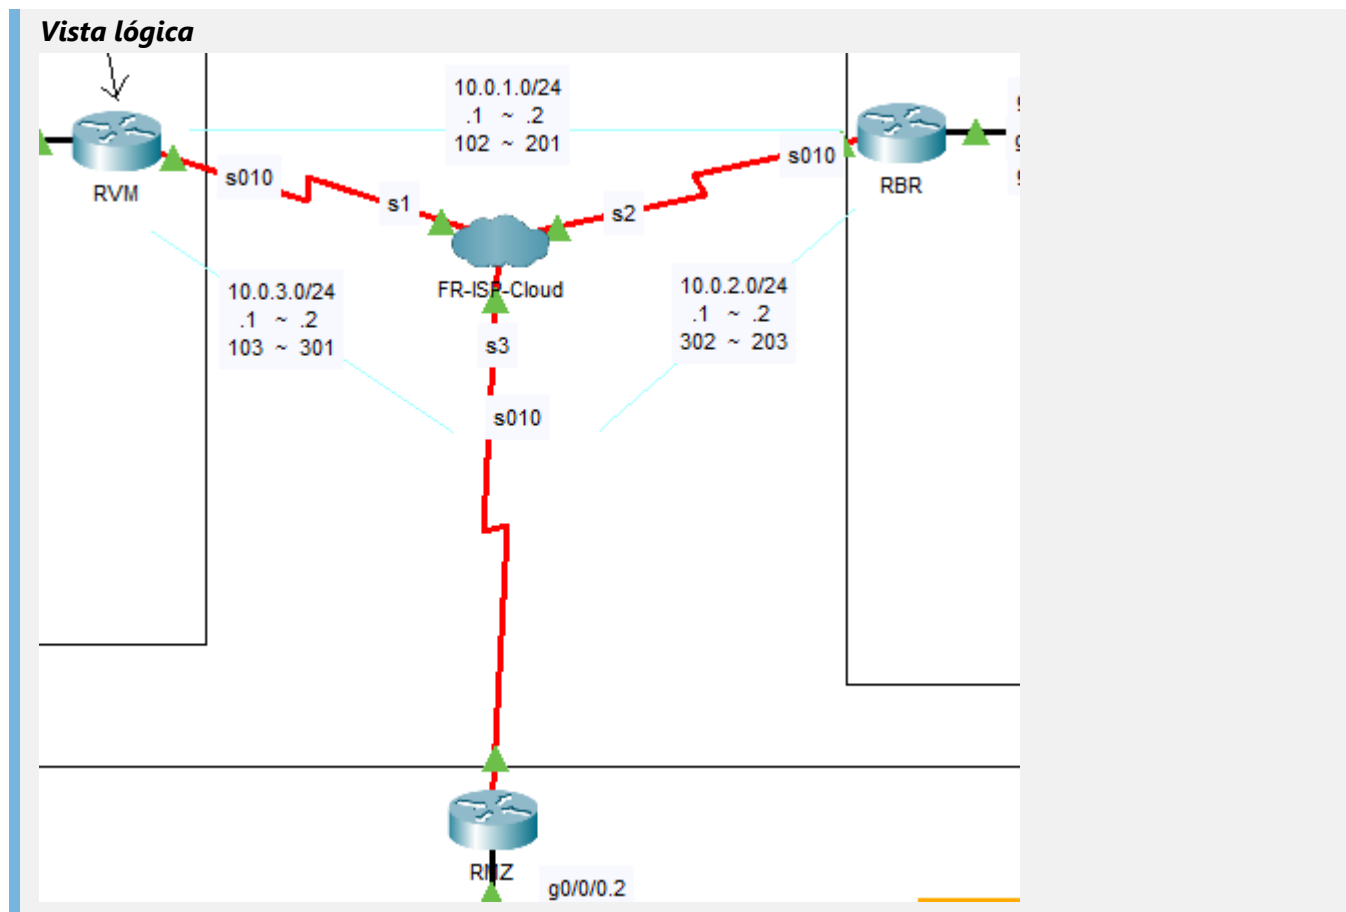 Vista lógica
10.0.1.0/24
.1 ~ .2
102 ~ 201
RVM
s010
s1
s2
s010
RBR
FR-ISP-Cloud
10.0.3.0/24
.1 ~ .2
103 ~ 301
10.0.2.0/24
.1 ~ .2
302 ~ 203
s3
s010
RMZ
g0/0/0.2